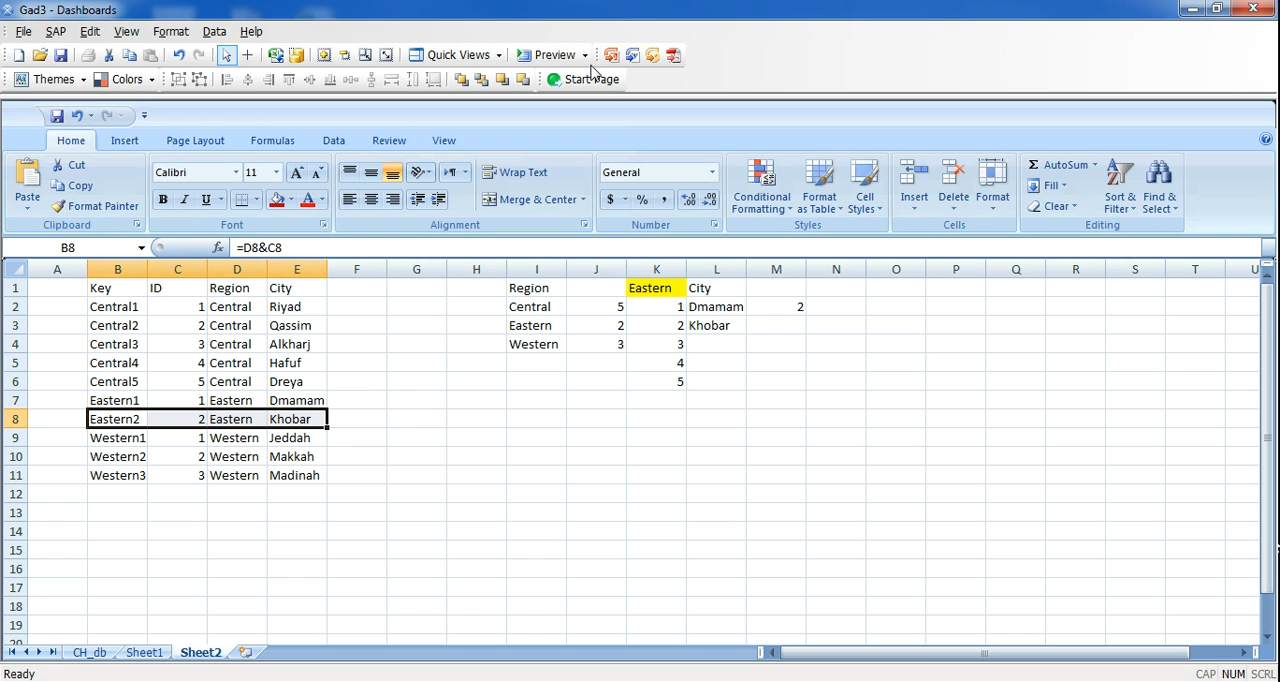 Gad3 - Dashboards
File SAP Edit View Format Data Help
Quick Views Preview
Themes Colors Start Page
Home Insert Page Layout Formulas Data Review View
Paste Cut Copy Format Painter Clipboard
Calibri 11 B I U A A A Font
Wrap Text Merge & Center Alignment
General $ % , Number
Conditional Formatting Format as Table Cell Styles Styles
Insert Delete Format Cells
Σ AutoSum Fill Clear Sort & Filter Find & Select Editing
B8 fx =D8&C8
A B C D E F G H I J K L M N O P Q R S T U
1 Key ID Region City Region Eastern City
2 Central1 1 Central Riyad Central 5 1 Dmamam 2
3 Central2 2 Central Qassim Eastern 2 2 Khobar
4 Central3 3 Central Alkharj Western 3 3
5 Central4 4 Central Hafuf 4
6 Central5 5 Central Dreya 5
7 Eastern1 1 Eastern Dmamam
8 Eastern2 2 Eastern Khobar
9 Western1 1 Western Jeddah
10 Western2 2 Western Makkah
11 Western3 3 Western Madinah
12
13
14
15
16
17
18
19
20
CH_db Sheet1 Sheet2
Ready CAP NUM SCRL